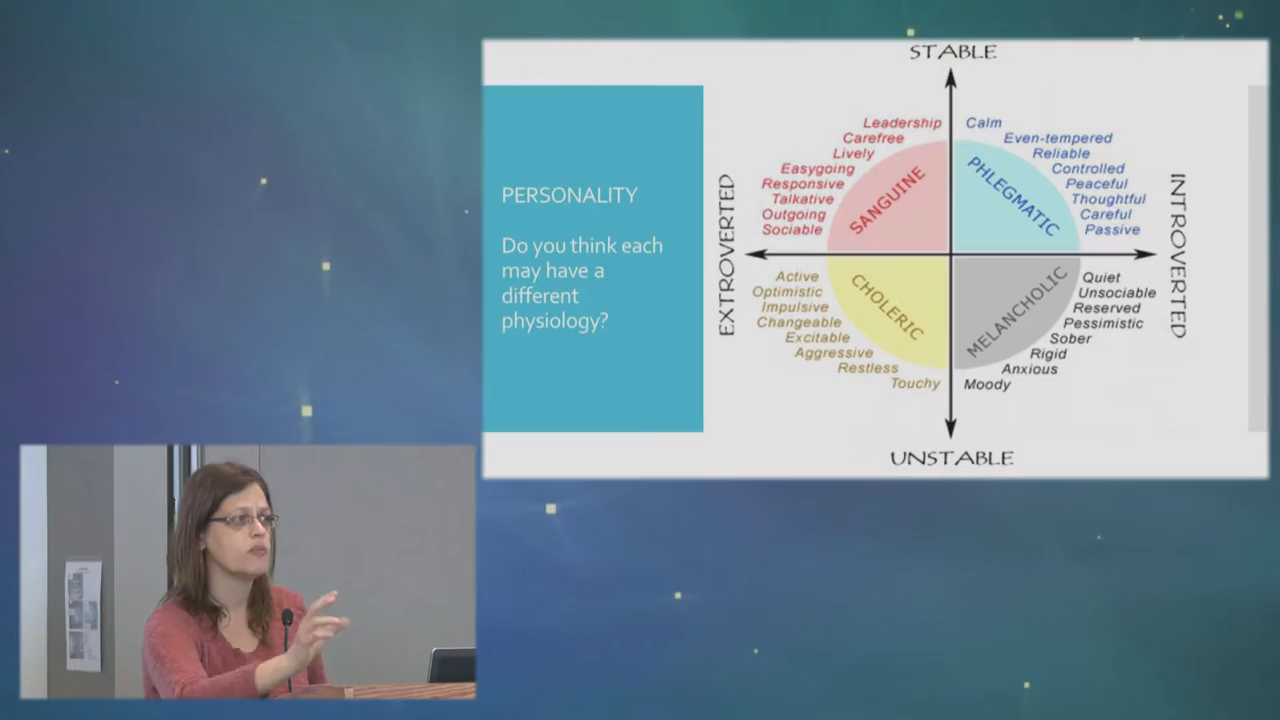 STABLE
PERSONALITY
Do you think each
may have a
different
physiology?
EXTROVERTED
Leadership
Carefree
Lively
Easygoing
Responsive
Talkative
Outgoing
Sociable
SANGUINE
Calm
Even-tempered
Reliable
Controlled
Peaceful
Thoughtful
Careful
Passive
PHLEGMATIC
INTROVERTED
Active
Optimistic
Impulsive
Changeable
Excitable
Aggressive
Restless
Touchy
CHOLERIC
Quiet
Unsociable
Reserved
Pessimistic
Sober
Rigid
Anxious
Moody
MELANCHOLIC
UNSTABLE